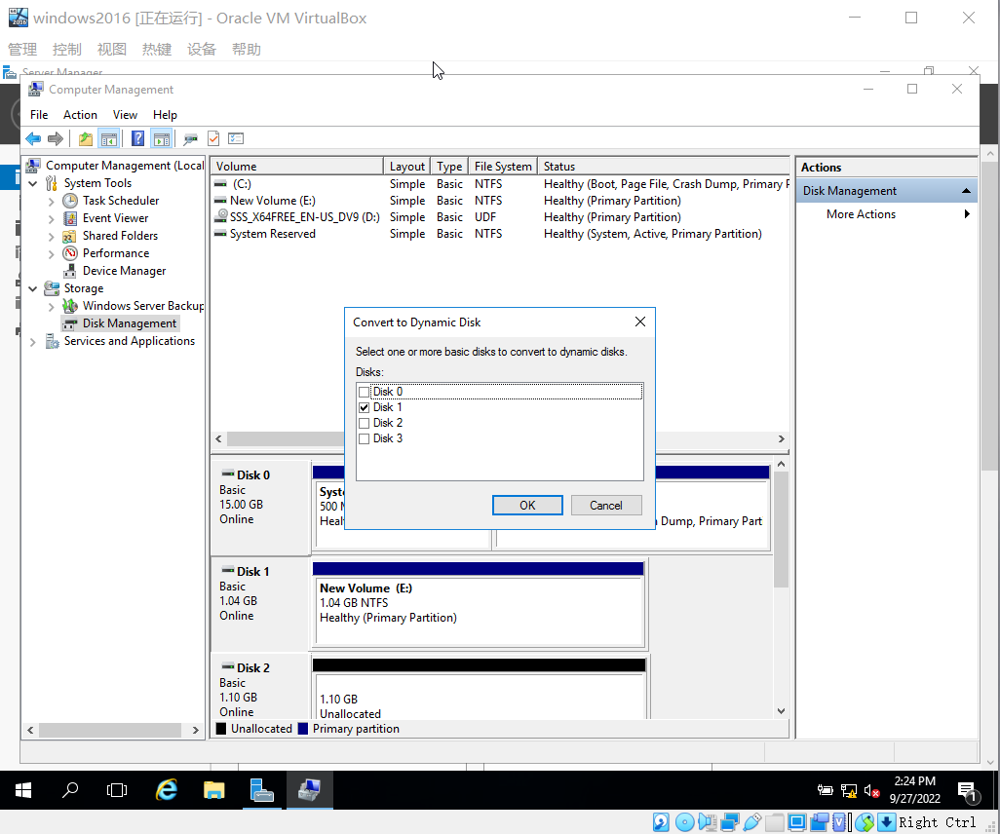 windows2016 [正在运行] - Oracle VM VirtualBox
管理 控制 视图 热键 设备 帮助
Server Manager
Computer Management
File Action View Help
Computer Management (Local
System Tools
Task Scheduler
Event Viewer
Shared Folders
Performance
Device Manager
Storage
Windows Server Backup
Disk Management
Services and Applications
Volume Layout Type File System Status
(C:) Simple Basic NTFS Healthy (Boot, Page File, Crash Dump, Primary P
New Volume (E:) Simple Basic NTFS Healthy (Primary Partition)
SSS_X64FREE_EN-US_DV9 (D:) Simple Basic UDF Healthy (Primary Partition)
System Reserved Simple Basic NTFS Healthy (System, Active, Primary Partition)
Actions
Disk Management
More Actions
Convert to Dynamic Disk
Select one or more basic disks to convert to dynamic disks.
Disks:
Disk 0
Disk 1
Disk 2
Disk 3
OK Cancel
Disk 0
Basic
15.00 GB
Online
Syst
500 M
Healt
Dump, Primary Part
Disk 1
Basic
1.04 GB
Online
New Volume (E:)
1.04 GB NTFS
Healthy (Primary Partition)
Disk 2
Basic
1.10 GB
Online
1.10 GB
Unallocated
Unallocated Primary partition
2:24 PM
9/27/2022
1
Right Ctrl